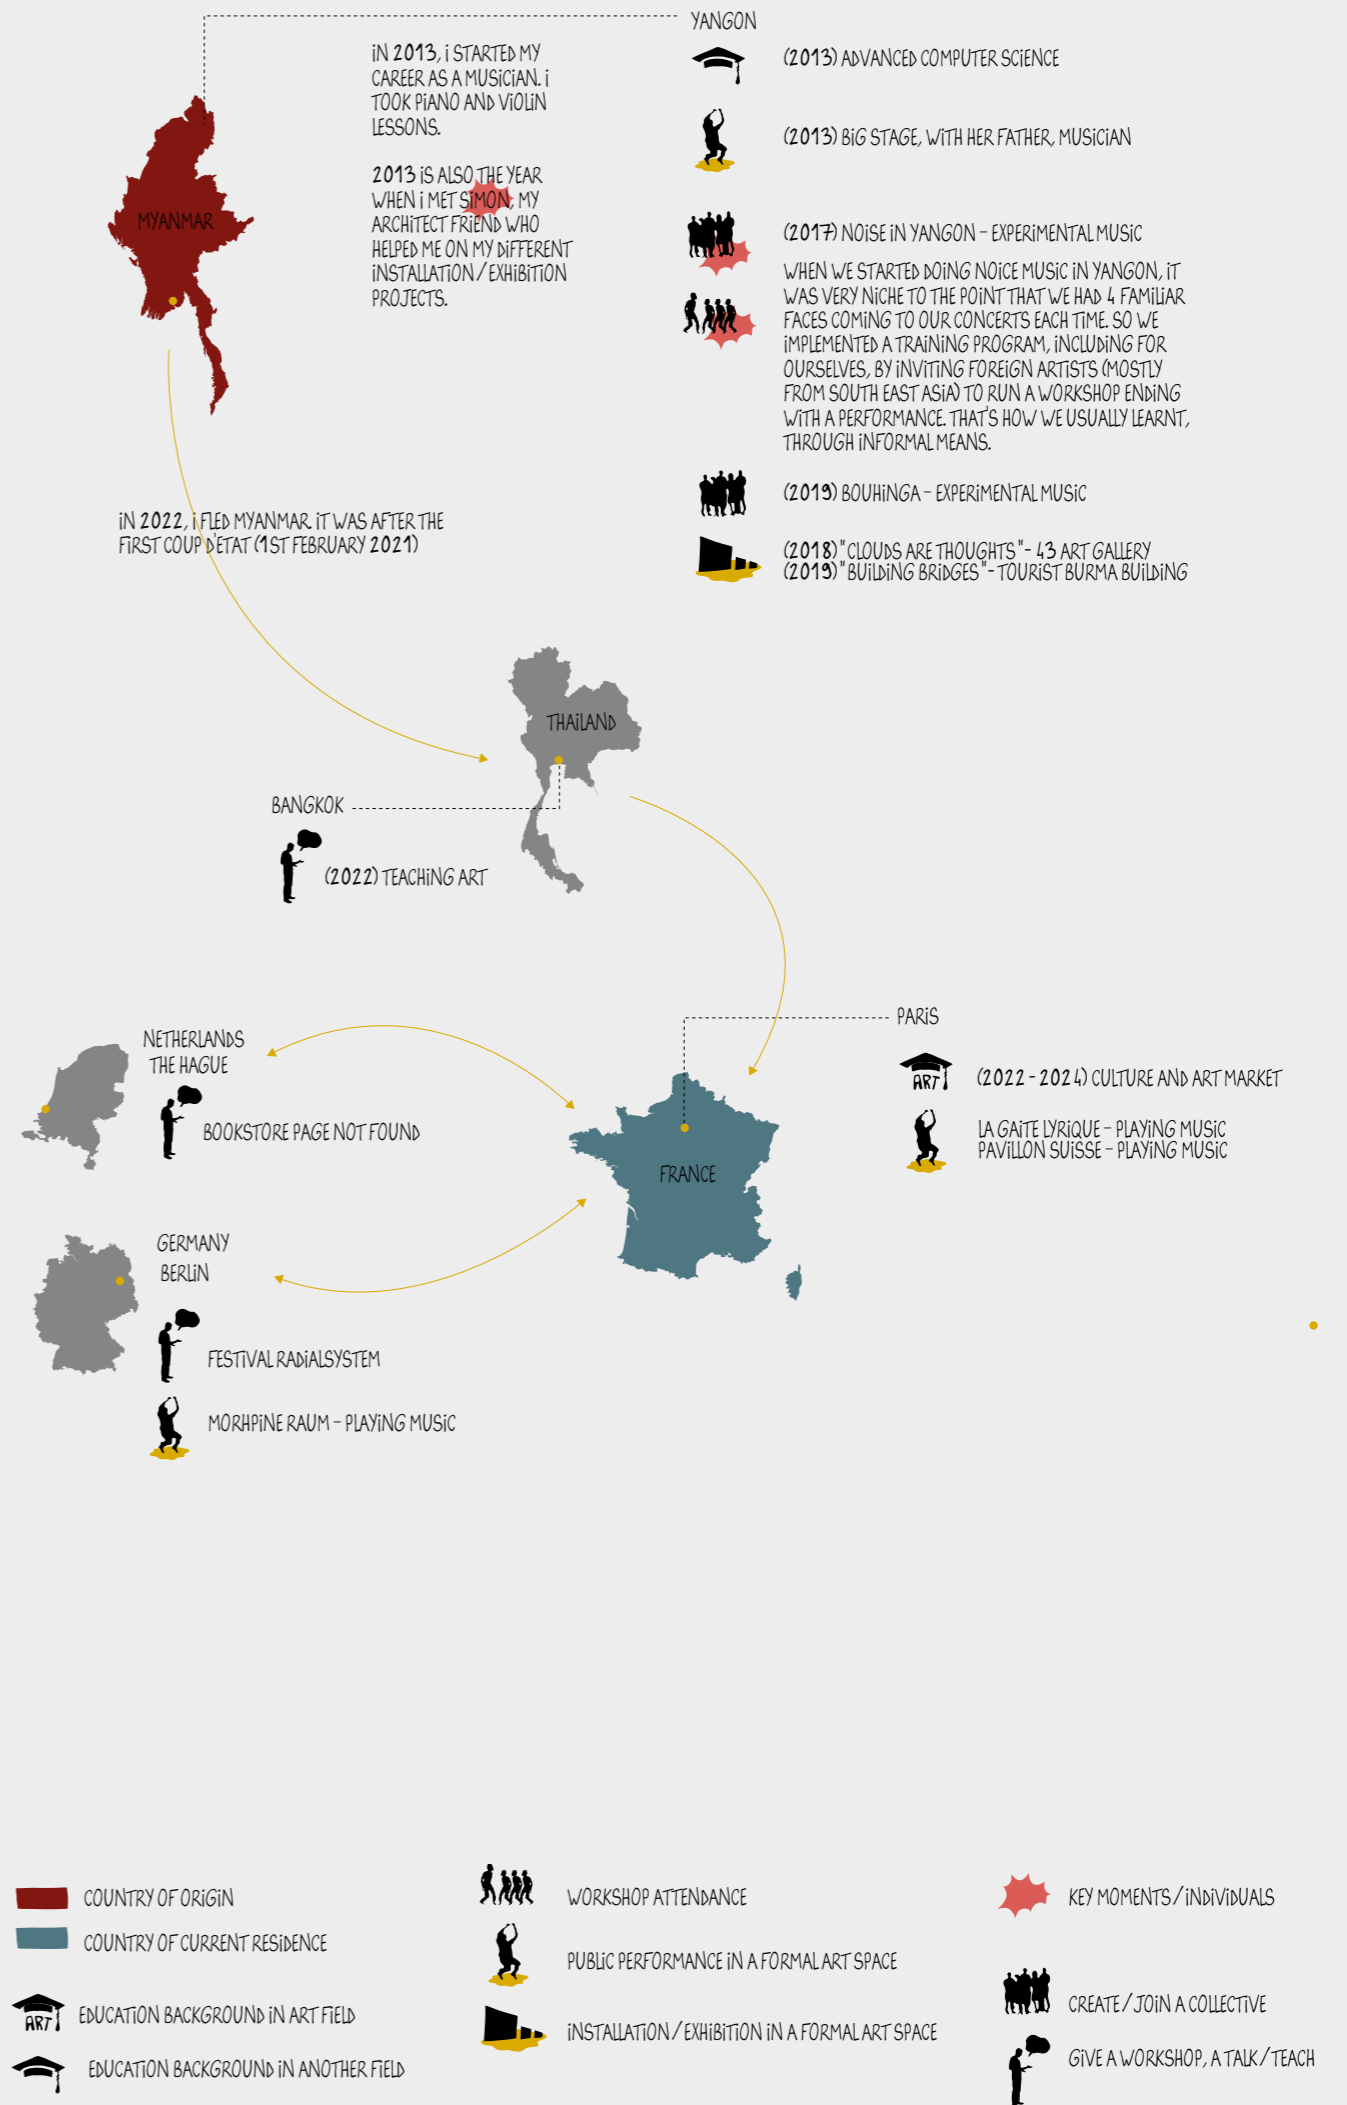 YANGON
iN 2013, i STARTED MY
CAREER AS A MUSiCiAN. i
TOOK PiANO AND ViOLiN
LESSONS.
2013 iS ALSO THE YEAR
WHEN i MET SiMON, MY
ARCHiTECT FRiEND WHO
HELPED ME ON MY DiFFERENT
iNSTALLATiON/EXHiBiTiON
PROJECTS.
MYANMAR
(2013) ADVANCED COMPUTER SCiENCE
(2013) BiG STAGE, WiTH HER FATHER, MUSiCiAN
(2017) NOiSE iN YANGON - EXPERiMENTAL MUSiC
WHEN WE STARTED DOiNG NOiCE MUSiC iN YANGON, iT
WAS VERY NiCHE TO THE POiNT THAT WE HAD 4 FAMiLiAR
FACES COMiNG TO OUR CONCERTS EACH TiME. SO WE
iMPLEMENTED A TRAiNiNG PROGRAM, iNCLUDiNG FOR
OURSELVES, BY iNViTiNG FOREiGN ARTiSTS (MOSTLY
FROM SOUTH EAST ASiA) TO RUN A WORKSHOP ENDiNG
WiTH A PERFORMANCE. THAT'S HOW WE USUALLY LEARNT,
THROUGH iNFORMAL MEANS.
(2019) BOUHiNGA - EXPERiMENTAL MUSiC
(2018) "CLOUDS ARE THOUGHTS" - 43 ART GALLERY
(2019) "BUiLDiNG BRiDGES" - TOURiST BURMA BUiLDiNG
iN 2022, i FLED MYANMAR iT WAS AFTER THE
FiRST COUP D'ETAT (1ST FEBRUARY 2021)
THAiLAND
BANGKOK
(2022) TEACHiNG ART
PARiS
(2022 - 2024) CULTURE AND ART MARKET
LA GAiTE LYRiQUE - PLAYiNG MUSiC
PAViLLON SUiSSE - PLAYiNG MUSiC
NETHERLANDS
THE HAGUE
BOOKSTORE PAGE NOT FOUND
FRANCE
GERMANY
BERLiN
FESTiVAL RADiALSYSTEM
MORHPiNE RAUM - PLAYiNG MUSiC
COUNTRY OF ORiGiN
COUNTRY OF CURRENT RESiDENCE
ART
EDUCATiON BACKGROUND iN ART FiELD
EDUCATiON BACKGROUND iN ANOTHER FiELD
WORKSHOP ATTENDANCE
PUBLiC PERFORMANCE iN A FORMAL ART SPACE
iNSTALLATiON/EXHiBiTiON iN A FORMAL ART SPACE
KEY MOMENTS/iNDiViDUALS
CREATE/JOiN A COLLECTiVE
GiVE A WORKSHOP, A TALK/TEACH
ART